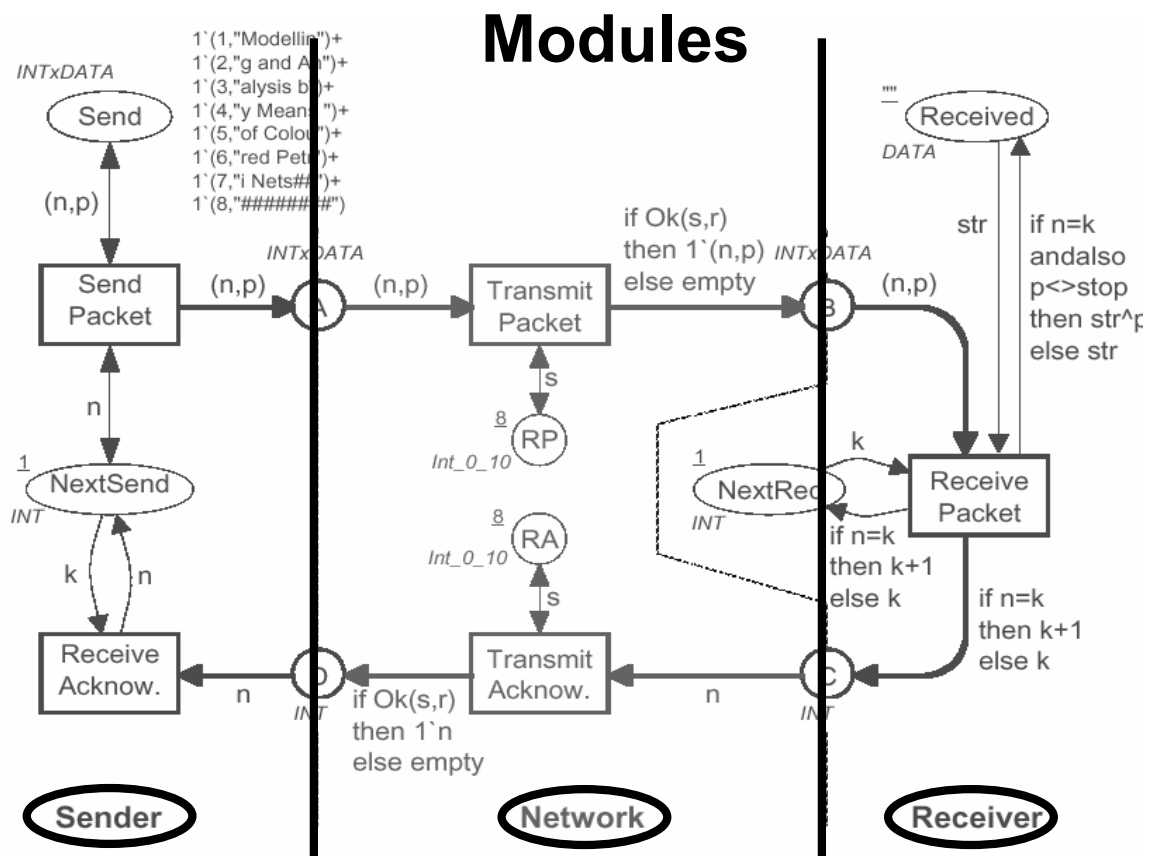 Modules
1`(1,"Modellin")+
1`(2,"g and An")+
1`(3,"alysis b")+
1`(4,"y Means ")+
1`(5,"of Colou")+
1`(6,"red Petr")+
1`(7,"i Nets##")+
1`(8,"########")
INTxDATA
Send
(n,p)
Send
Packet
(n,p)
INTxDATA
A
(n,p)
Transmit
Packet
if Ok(s,r)
then 1`(n,p)
else empty
INTxDATA
B
(n,p)
""
Received
DATA
str
if n=k
andalso
p<>stop
then str^p
else str
n
s
8
RP
Int_0_10
1
NextSend
INT
k
n
8
RA
Int_0_10
s
1
NextRec
INT
k
Receive
Packet
if n=k
then k+1
else k
if n=k
then k+1
else k
Receive
Acknow.
n
D
INT
if Ok(s,r)
then 1`n
else empty
Transmit
Acknow.
n
C
INT
Sender
Network
Receiver